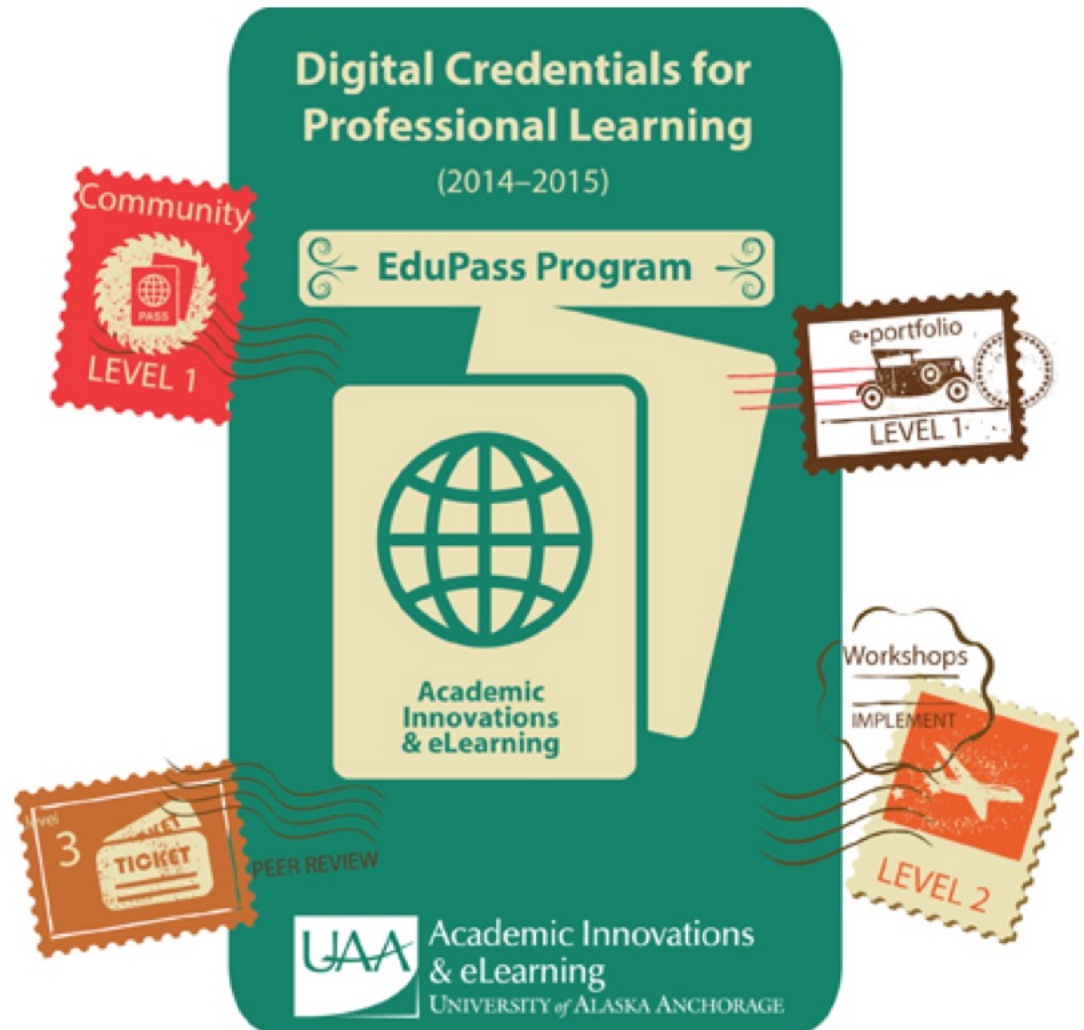 Digital Credentials for
Professional Learning
(2014–2015)
EduPass Program
Community
PASS
LEVEL 1
e•portfolio
LEVEL 1
Academic
Innovations
& eLearning
Workshops
IMPLEMENT
LEVEL 2
level
3
TICKET
TICKET
PEER REVIEW
UAA
Academic Innovations
& eLearning
UNIVERSITY of ALASKA ANCHORAGE